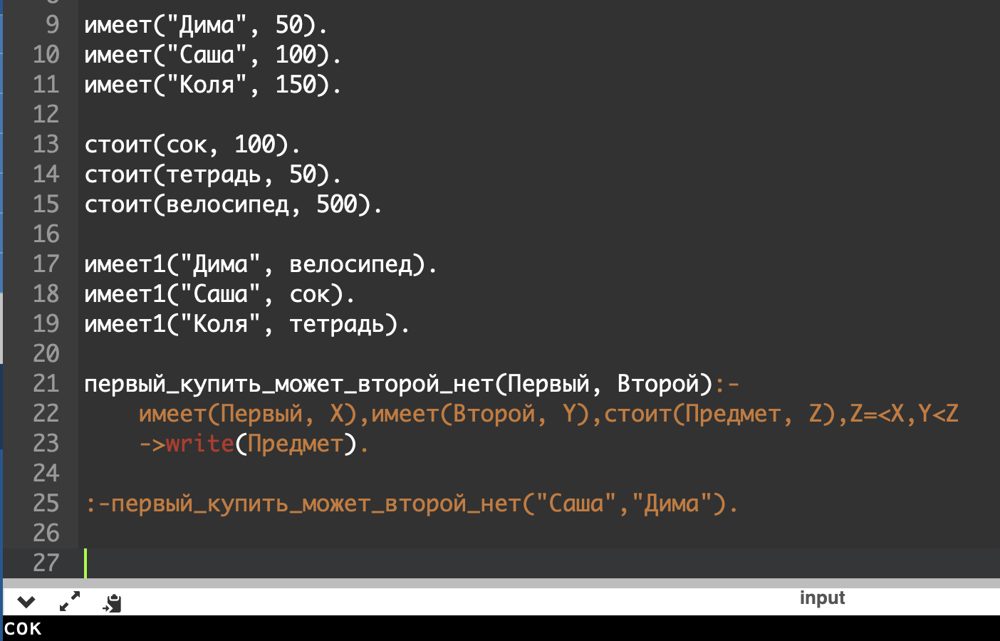 9 имеет("Дима", 50).
10 имеет("Саша", 100).
11 имеет("Коля", 150).
12
13 стоит(сок, 100).
14 стоит(тетрадь, 50).
15 стоит(велосипед, 500).
16
17 имеет1("Дима", велосипед).
18 имеет1("Саша", сок).
19 имеет1("Коля", тетрадь).
20
21 первый_купить_может_второй_нет(Первый, Второй):-
22 имеет(Первый, X),имеет(Второй, Y),стоит(Предмет, Z),Z=<X,Y<Z
23 ->write(Предмет).
24
25 :-первый_купить_может_второй_нет("Саша","Дима").
26
27
input
сок